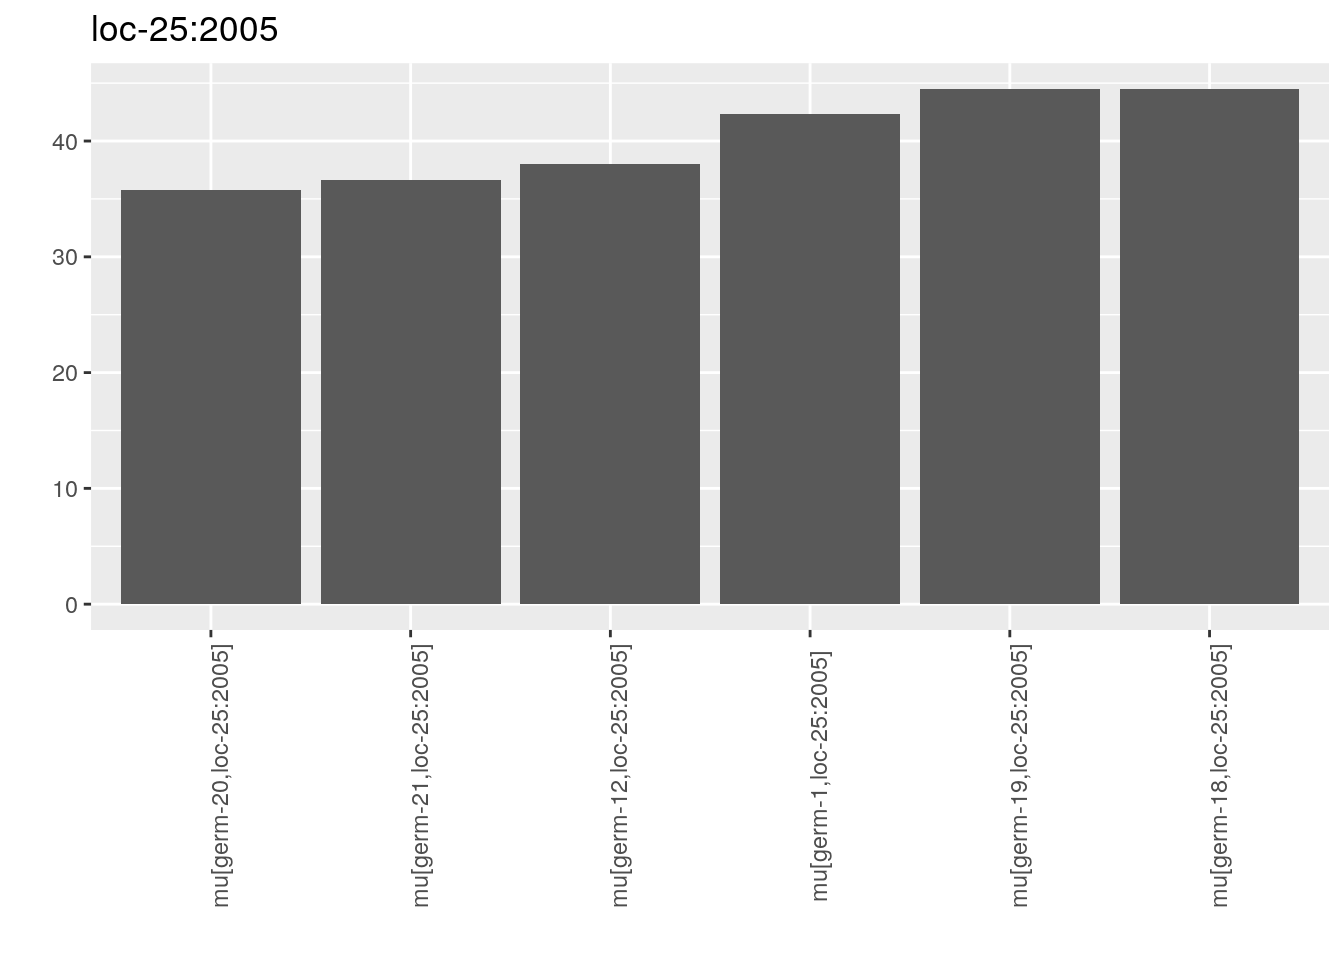 loc-25:2005
40
30
20
10
0
mu[germ-20,loc-25:2005]
mu[germ-21,loc-25:2005]
mu[germ-12,loc-25:2005]
mu[germ-1,loc-25:2005]
mu[germ-19,loc-25:2005]
mu[germ-18,loc-25:2005]